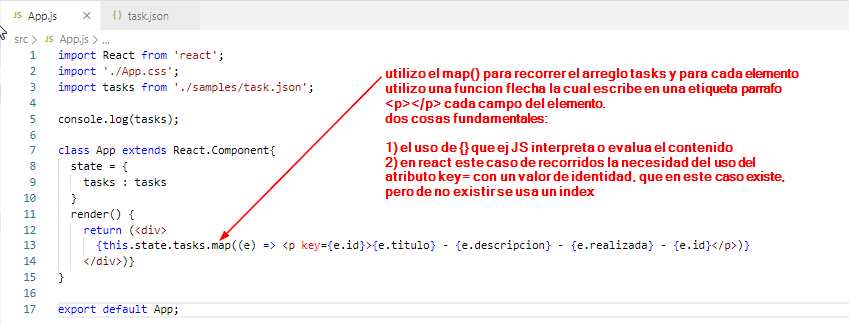 JS App.js ×
{} task.json
src > JS App.js > ...
1 import React from 'react';
2 import './App.css';
3 import tasks from './samples/task.json';
4
5 console.log(tasks);
6
7 class App extends React.Component{
8 state = {
9 tasks : tasks
10 }
11 render() {
12 return (<div>
13 {this.state.tasks.map((e) => <p key={e.id}>{e.titulo} - {e.descripcion} - {e.realizada} - {e.id}</p>)}
14 </div>)}
15 }
16
17 export default App;
utilizo el map() para recorrer el arreglo tasks y para cada elemento
utilizo una funcion flecha la cual escribe en una etiqueta parrafo
<p></p> cada campo del elemento.
dos cosas fundamentales:
1) el uso de {} que ej JS interpreta o evalua el contenido
2) en react este caso de recorridos la necesidad del uso del
atributo key= con un valor de identidad, que en este caso existe,
pero de no existir se usa un index